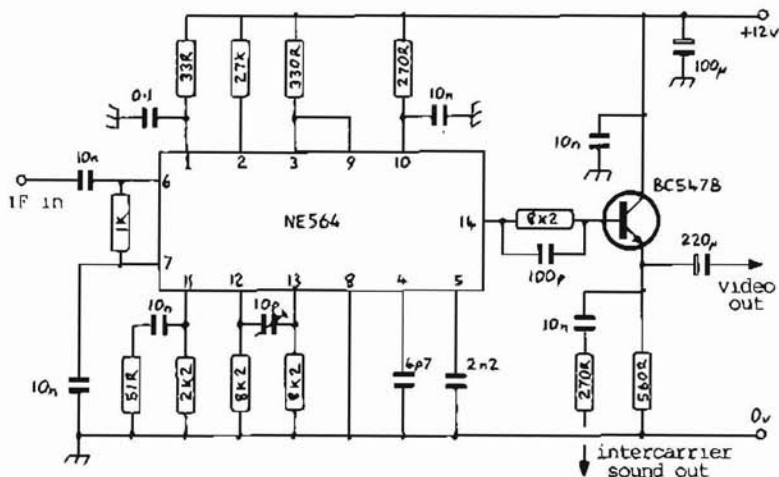 +12v
33R
27K
330R
270R
100µ
0.1
10n
10n
1 2 3 9 10
10n
6
IF in
BC547B
8k2
14
NE564
1K
220µ
100p
7
11 12 13 8 4 5
video
out
10n
10p
10n
10n
51R
2K2
8K2
8K2
2n2
270R
560R
0v
intercarrier
sound out